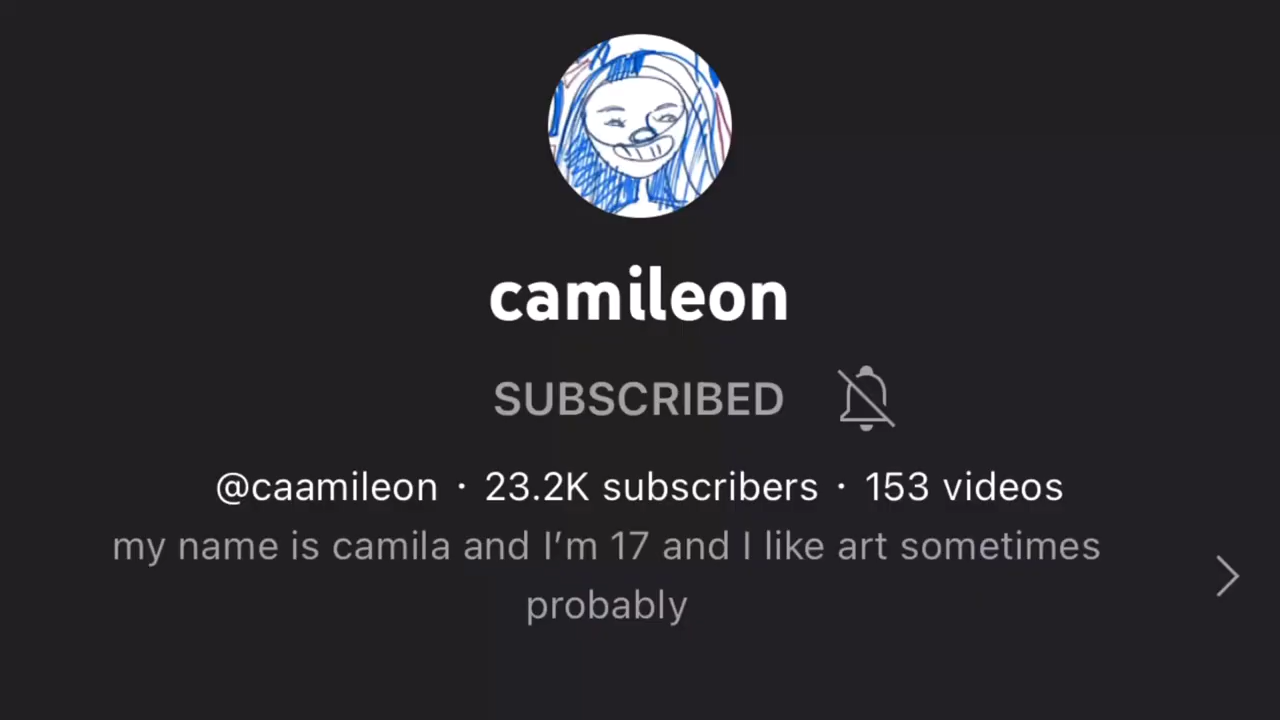 camileon
SUBSCRIBED
@caamileon · 23.2K subscribers · 153 videos
my name is camila and I’m 17 and I like art sometimes
probably